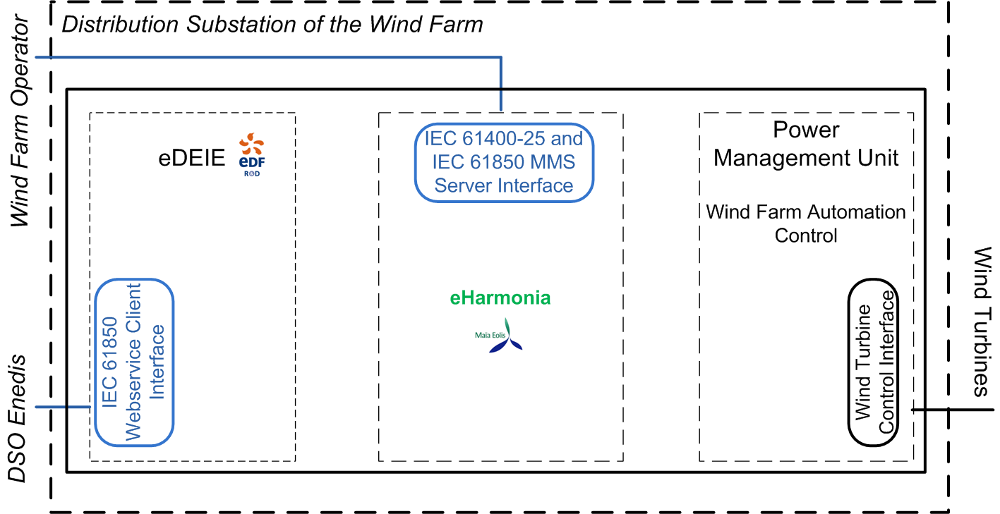 Distribution Substation of the Wind Farm
Wind Farm Operator
DSO Enedis
eDEIE
eDF
R&D
IEC 61850
Webservice Client
Interface
IEC 61400-25 and
IEC 61850 MMS
Server Interface
eHarmonia
Maïa Eolis
Power
Management Unit
Wind Farm Automation
Control
Wind Turbine
Control Interface
Wind Turbines